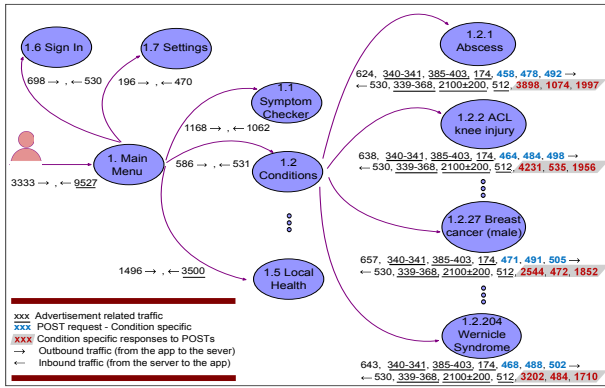 1.6 Sign In
1.7 Settings
698 → , ← 530
196 → , ← 470
1.1
Symptom
Checker
1168 → , ← 1062
1. Main
Menu
3333 → , ← 9527
586 → , ← 531
1.2
Conditions
1496 → , ← 3500
1.5 Local
Health
1.2.1
Abscess
624, 340-341, 385-403, 174, 458, 478, 492 →
← 530, 339-368, 2100±200, 512, 3898, 1074, 1997
1.2.2 ACL
knee injury
638, 340-341, 385-403, 174, 464, 484, 498 →
← 530, 339-368, 2100±200, 512, 4231, 535, 1956
1.2.27 Breast
cancer (male)
657, 340-341, 385-403, 174, 471, 491, 505 →
← 530, 339-368, 2100±200, 512, 2544, 472, 1852
1.2.204
Wernicle
Syndrome
643, 340-341, 385-403, 174, 468, 488, 502 →
← 530, 339-368, 2100±200, 512, 3202, 484, 1710
xxx Advertisement related traffic
xxx POST request - Condition specific
xxx Condition specific responses to POSTs
→ Outbound traffic (from the app to the sever)
← Inbound traffic (from the server to the app)